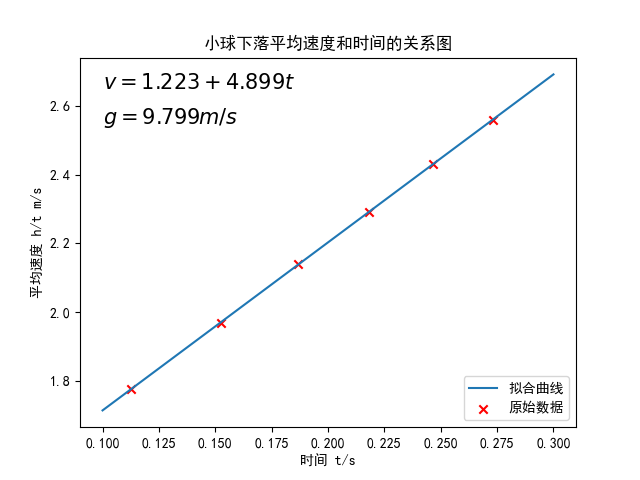 小球下落平均速度和时间的关系图
v = 1.223 + 4.899t
g = 9.799m/s
平均速度 h/t m/s
2.6
2.4
2.2
2.0
1.8
拟合曲线
原始数据
0.100 0.125 0.150 0.175 0.200 0.225 0.250 0.275 0.300
时间 t/s